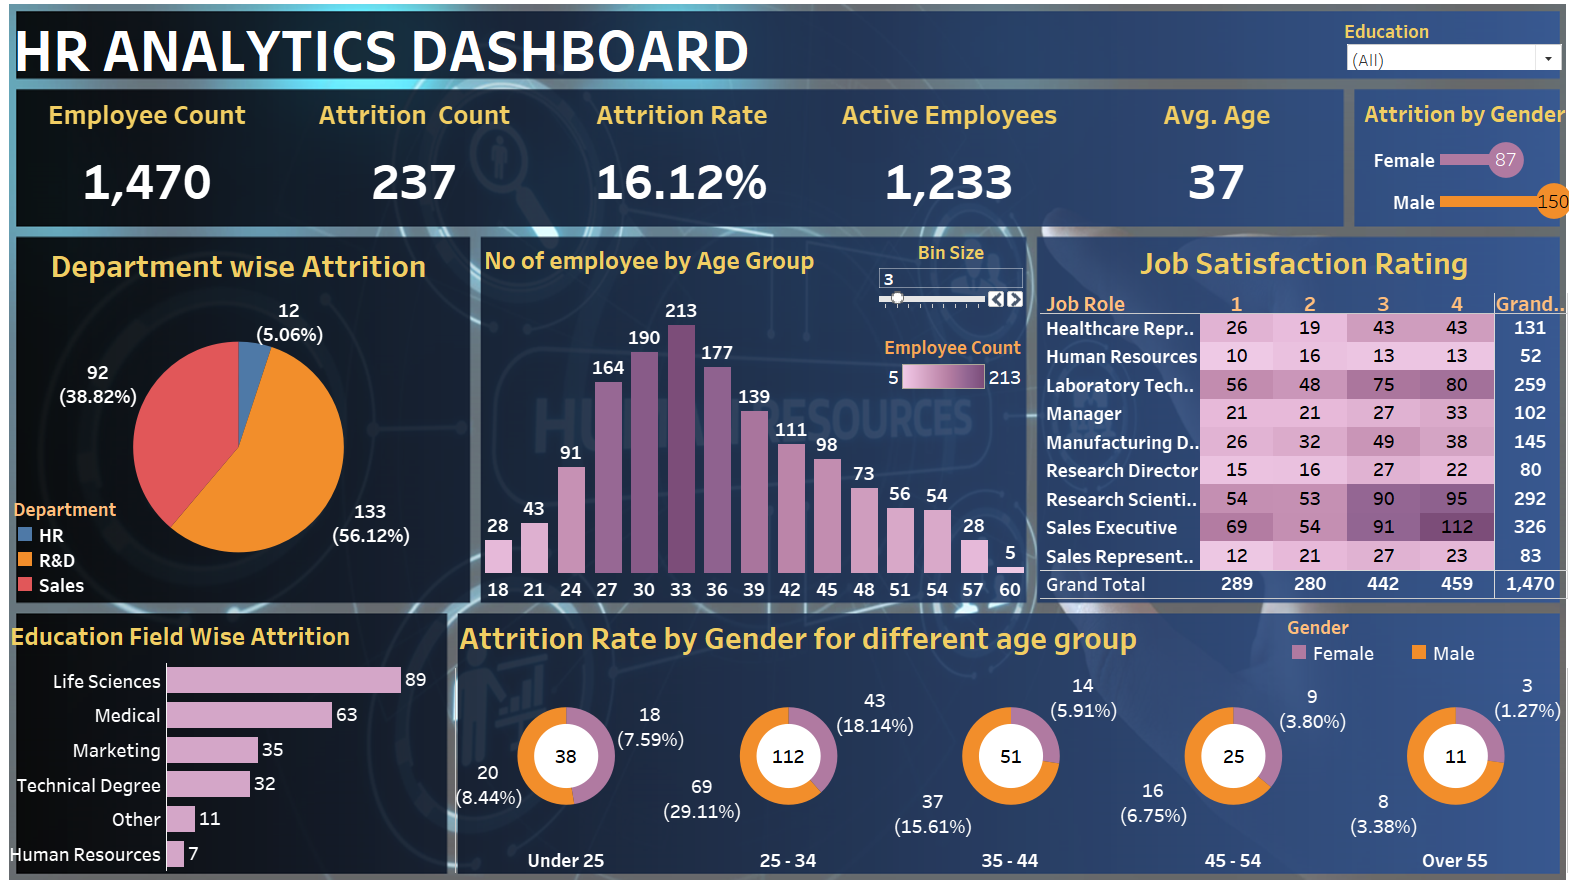 HR ANALYTICS DASHBOARD
Education
(All)
Employee Count
Attrition Count
Attrition Rate
Active Employees
Avg. Age
1,470
237
16.12%
1,233
37
Attrition by Gender
Female 87
Male 150
Department wise Attrition
12
(5.06%)
92
(38.82%)
133
(56.12%)
Department
HR
R&D
Sales
No of employee by Age Group
Bin Size
3
Employee Count
5 213
28 43 91 164 190 213 177 139 111 98 73 56 54 28 5
18 21 24 27 30 33 36 39 42 45 48 51 54 57 60
HUMAN RESOURCES
Job Satisfaction Rating
Job Role 1 2 3 4 Grand..
Healthcare Repr.. 26 19 43 43 131
Human Resources 10 16 13 13 52
Laboratory Tech.. 56 48 75 80 259
Manager 21 21 27 33 102
Manufacturing D.. 26 32 49 38 145
Research Director 15 16 27 22 80
Research Scienti.. 54 53 90 95 292
Sales Executive 69 54 91 112 326
Sales Represent.. 12 21 27 23 83
Grand Total 289 280 442 459 1,470
Education Field Wise Attrition
Life Sciences 89
Medical 63
Marketing 35
Technical Degree 32
Other 11
Human Resources 7
Attrition Rate by Gender for different age group
Gender
Female Male
18
(7.59%)
38
20
(8.44%)
Under 25
43
(18.14%)
112
69
(29.11%)
25 - 34
14
(5.91%)
51
37
(15.61%)
35 - 44
9
(3.80%)
25
16
(6.75%)
45 - 54
3
(1.27%)
11
8
(3.38%)
Over 55